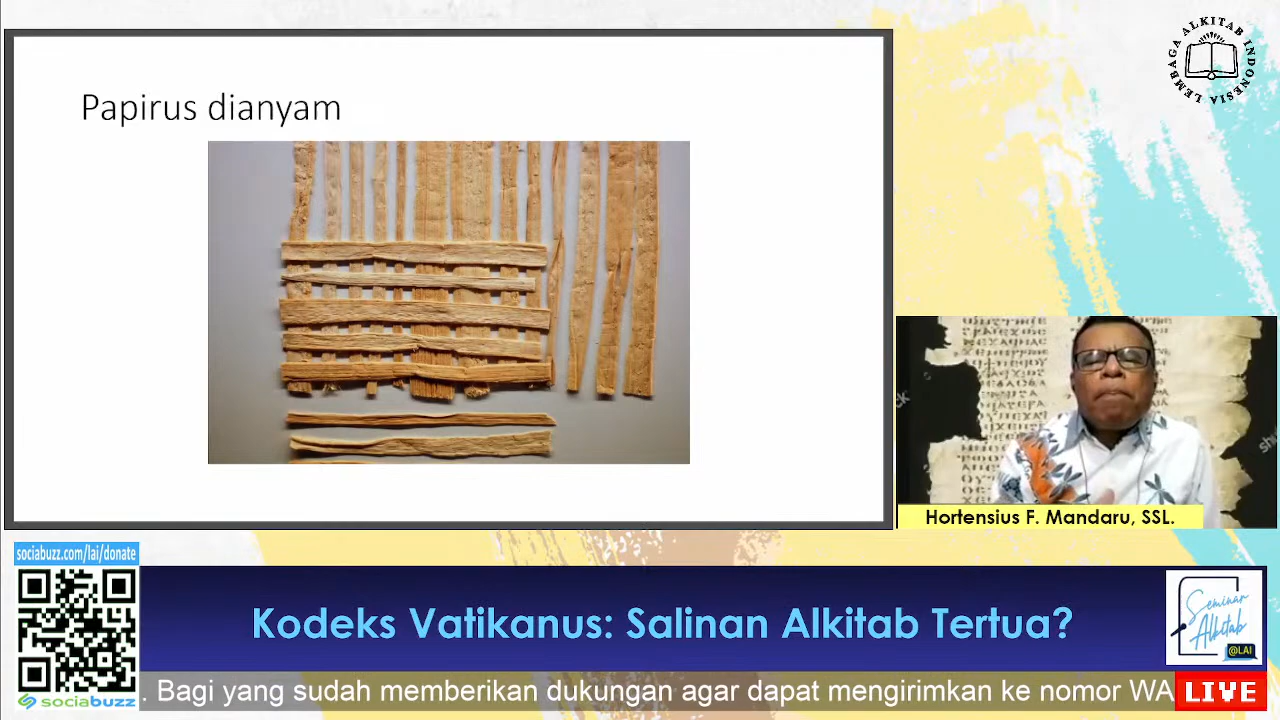 Papirus dianyam
LEMBAGA ALKITAB INDONESIA
Hortensius F. Mandaru, SSL.
sociabuzz.com/lai/donate
Kodeks Vatikanus: Salinan Alkitab Tertua?
Seminar
Alkitab
@LAI
sociabuzz
. Bagi yang sudah memberikan dukungan agar dapat mengirimkan ke nomor WA
LIVE